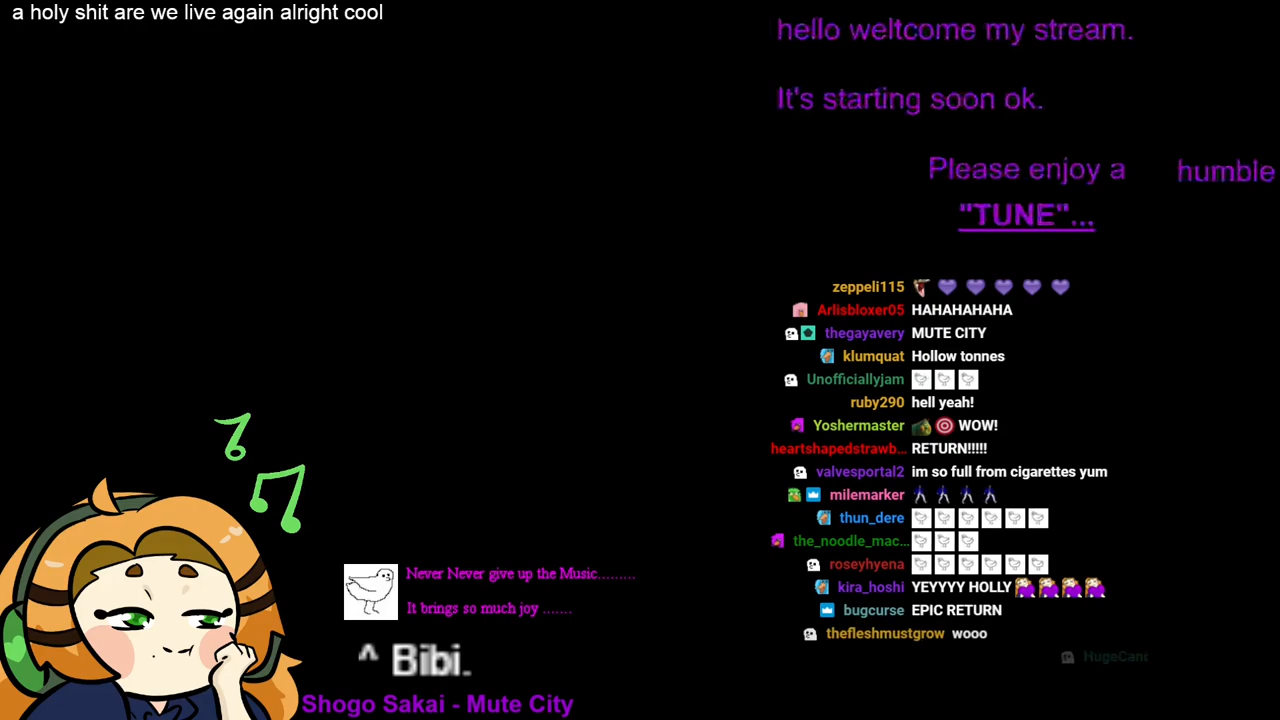 a holy shit are we live again alright cool
hello weltcome my stream.
It's starting soon ok.
Please enjoy a humble
"TUNE"...
zeppeli115
Arlisbloxer05 HAHAHAHAHA
thegayavery MUTE CITY
klumquat Hollow tonnes
Unofficiallyjam
ruby290 hell yeah!
Yoshermaster WOW!
heartshapedstrawb... RETURN!!!!!
valvesportal2 im so full from cigarettes yum
milemarker
thun_dere
the_noodle_mac...
roseyhyena
kira_hoshi YEYYYY HOLLY
bugcurse EPIC RETURN
thefleshmustgrow wooo
Never Never give up the Music.........
It brings so much joy .......
^ Bibi.
Shogo Sakai - Mute City